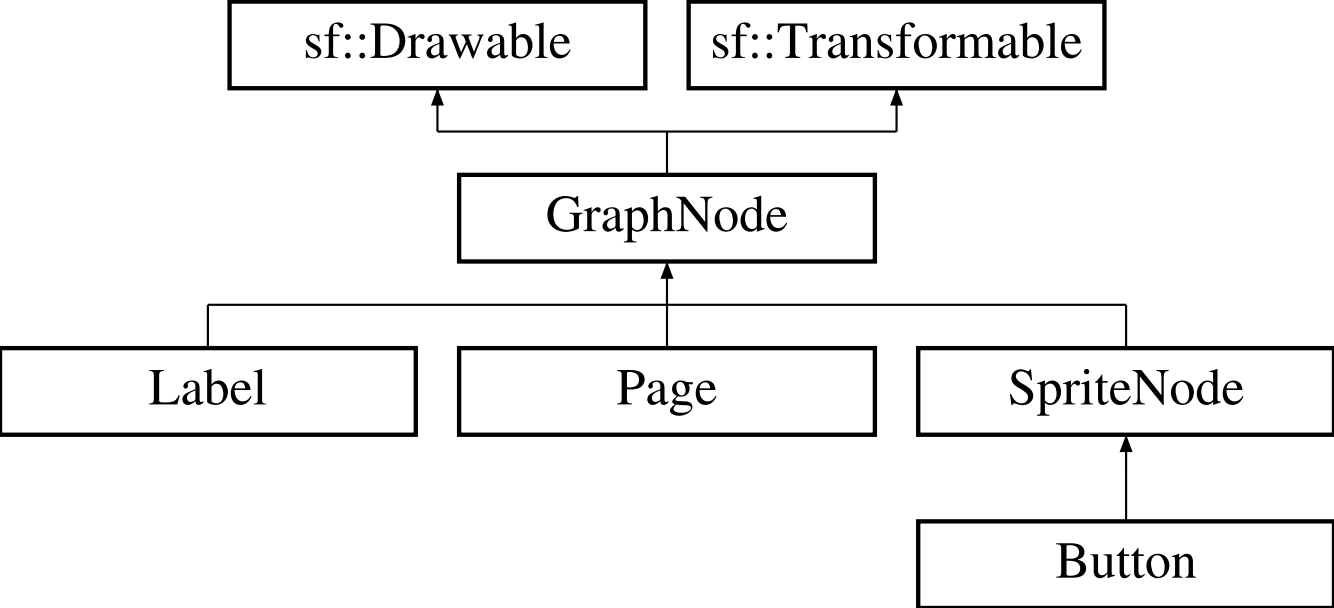 sf::Drawable
sf::Transformable
GraphNode
Label
Page
SpriteNode
Button